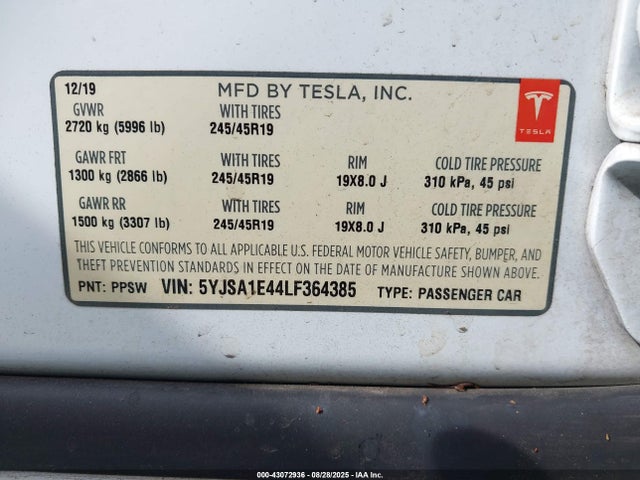 12/19 MFD BY TESLA, INC.
GVWR WITH TIRES
2720 kg (5996 lb) 245/45R19
TESLA
GAWR FRT WITH TIRES RIM COLD TIRE PRESSURE
1300 kg (2866 lb) 245/45R19 19X8.0 J 310 kPa, 45 psi
GAWR RR WITH TIRES RIM COLD TIRE PRESSURE
1500 kg (3307 lb) 245/45R19 19X8.0 J 310 kPa, 45 psi
THIS VEHICLE CONFORMS TO ALL APPLICABLE U.S. FEDERAL MOTOR VEHICLE SAFETY, BUMPER, AND
THEFT PREVENTION STANDARDS IN EFFECT ON THE DATE OF MANUFACTURE SHOWN ABOVE.
PNT: PPSW VIN: 5YJSA1E44LF364385 TYPE: PASSENGER CAR
000-43072936 - 08/28/2025 - IAA Inc.